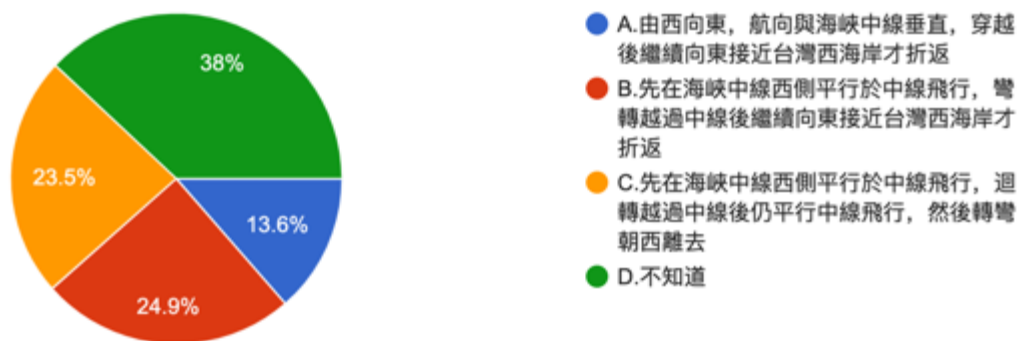 38%
23.5%
13.6%
24.9%
A.由西向東，航向與海峽中線垂直，穿越
後繼續向東接近台灣西海岸才折返
B.先在海峽中線西側平行於中線飛行，彎
轉越過中線後繼續向東接近台灣西海岸才
折返
C.先在海峽中線西側平行於中線飛行，迴
轉越過中線後仍平行中線飛行，然後轉彎
朝西離去
D.不知道